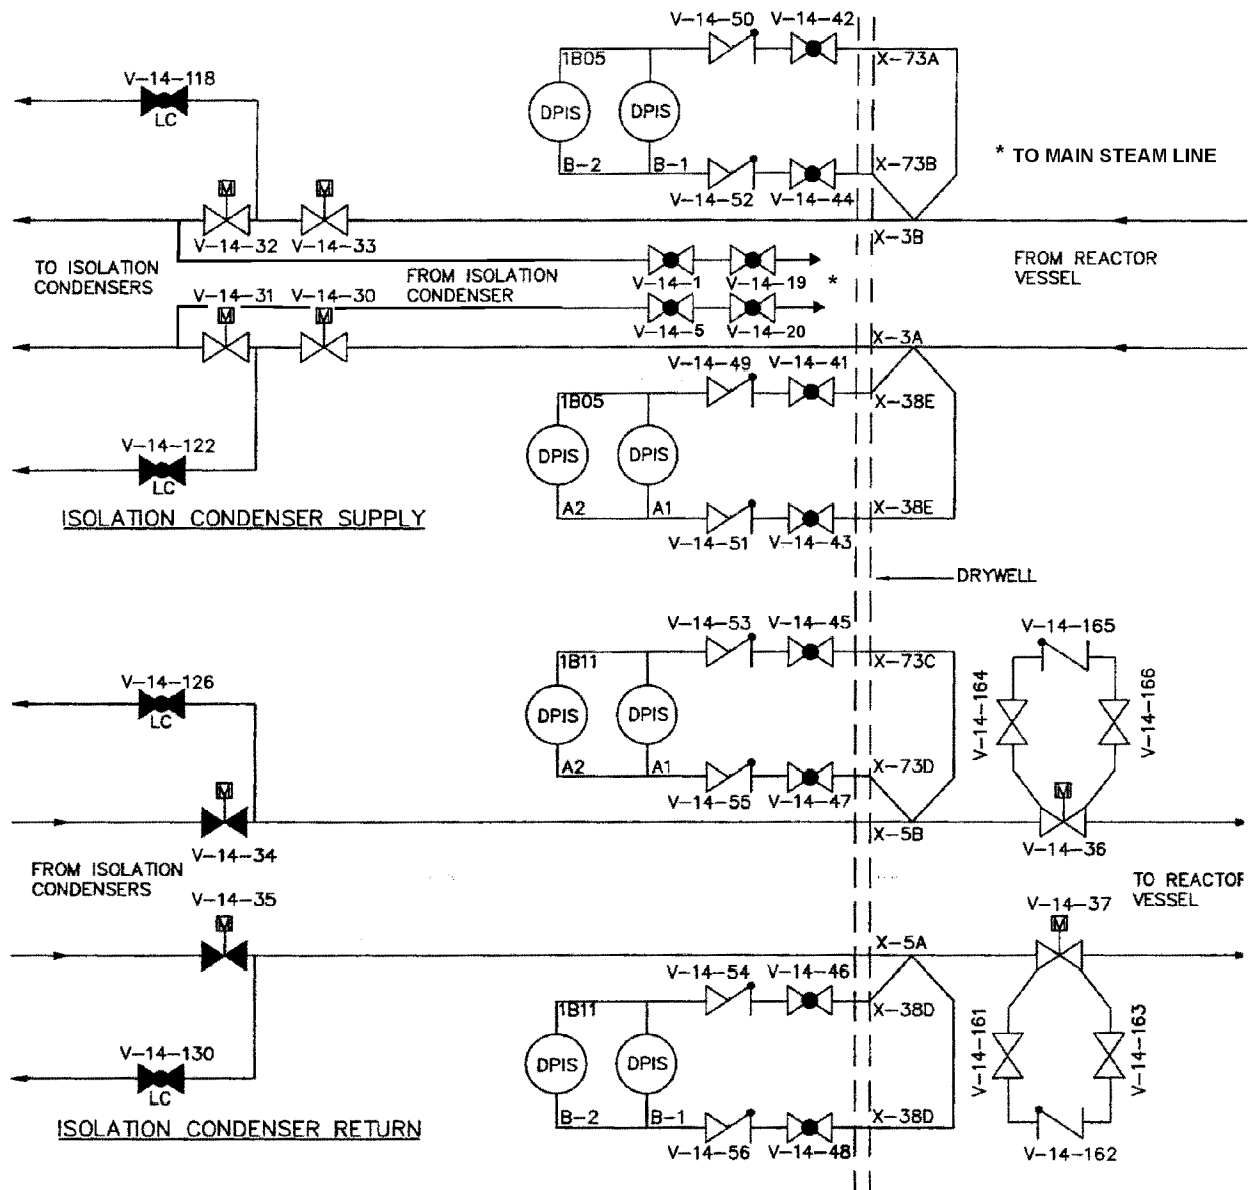 V-14-50 V-14-42
1B05
X-73A
V-14-118
LC
DPIS DPIS
B-2 B-1
X-73B
* TO MAIN STEAM LINE
V-14-52 V-14-44
M M
V-14-32 V-14-33
X-3B
TO ISOLATION
CONDENSERS
FROM ISOLATION
CONDENSER
V-14-1 V-14-19 *
FROM REACTOR
VESSEL
V-14-31 V-14-30
M M
V-14-5 V-14-20
X-3A
V-14-49 V-14-41
1B05
X-38E
V-14-122
LC
DPIS DPIS
A2 A1
X-38E
ISOLATION CONDENSER SUPPLY
V-14-51 V-14-43
DRYWELL
V-14-53 V-14-45
1B11
X-73C
V-14-165
V-14-126
LC
DPIS DPIS
V-14-164
V-14-166
A2 A1
X-73D
M
V-14-55 V-14-47
M
V-14-34
X-5B
V-14-36
FROM ISOLATION
CONDENSERS
TO REACTOR
VESSEL
V-14-35
V-14-37
M
M
X-5A
V-14-54 V-14-46
1B11
X-38D
V-14-130
LC
DPIS DPIS
V-14-161
V-14-163
B-2 B-1
X-38D
ISOLATION CONDENSER RETURN
V-14-56 V-14-48
V-14-162